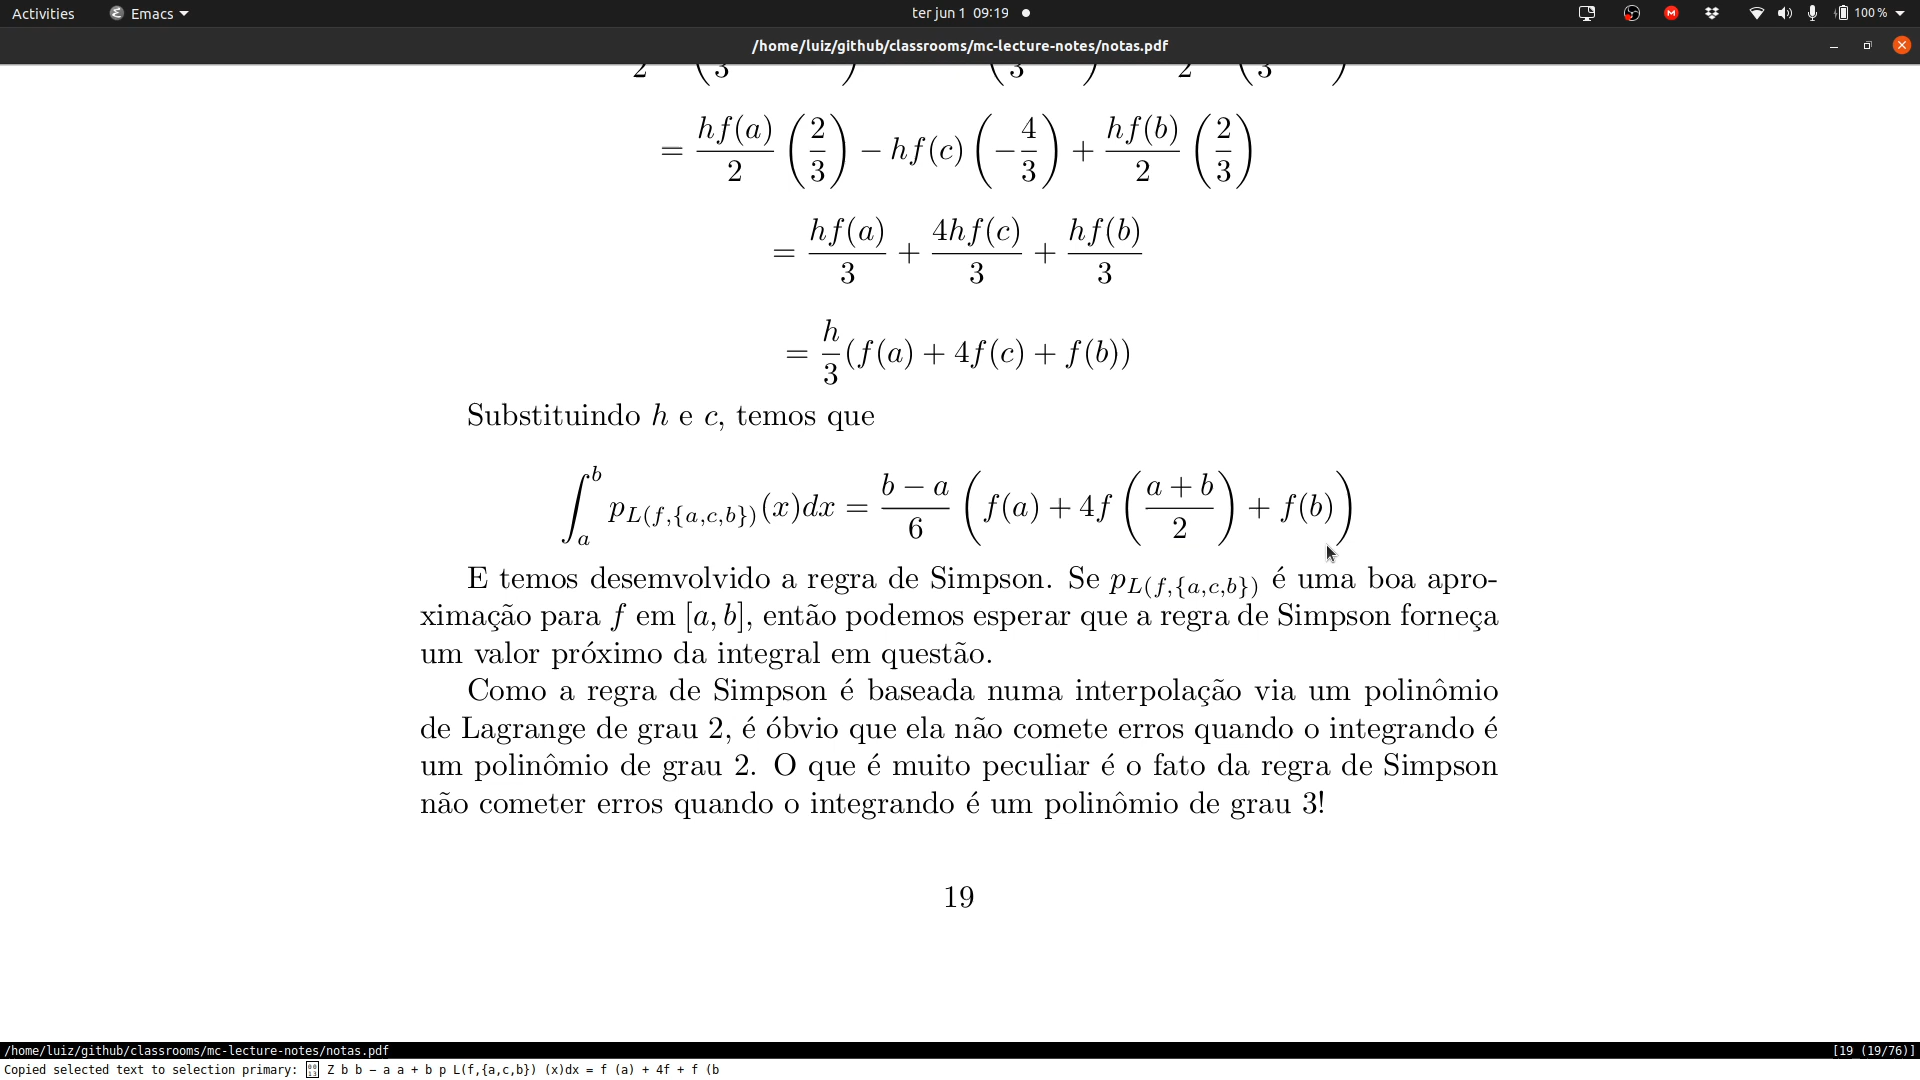 Activities Emacs ter jun 1 09:19 100 %
/home/luiz/github/classrooms/mc-lecture-notes/notas.pdf
2 (3 ) (3 ) 2 (3 )
= hf(a)/2 (2/3) − hf(c) (−4/3) + hf(b)/2 (2/3)
= hf(a)/3 + 4hf(c)/3 + hf(b)/3
= h/3 (f(a) + 4f(c) + f(b))
Substituindo h e c, temos que
∫_a^b p_{L(f,{a,c,b})}(x)dx = (b − a)/6 (f(a) + 4f((a + b)/2) + f(b))
E temos desemvolvido a regra de Simpson. Se p_{L(f,{a,c,b})} é uma boa apro-
ximação para f em [a, b], então podemos esperar que a regra de Simpson forneça
um valor próximo da integral em questão.
Como a regra de Simpson é baseada numa interpolação via um polinômio
de Lagrange de grau 2, é óbvio que ela não comete erros quando o integrando é
um polinômio de grau 2. O que é muito peculiar é o fato da regra de Simpson
não cometer erros quando o integrando é um polinômio de grau 3!
19
/home/luiz/github/classrooms/mc-lecture-notes/notas.pdf [19 (19/76)]
Copied selected text to selection primary: Z b b − a a + b p L(f,{a,c,b}) (x)dx = f (a) + 4f + f (b